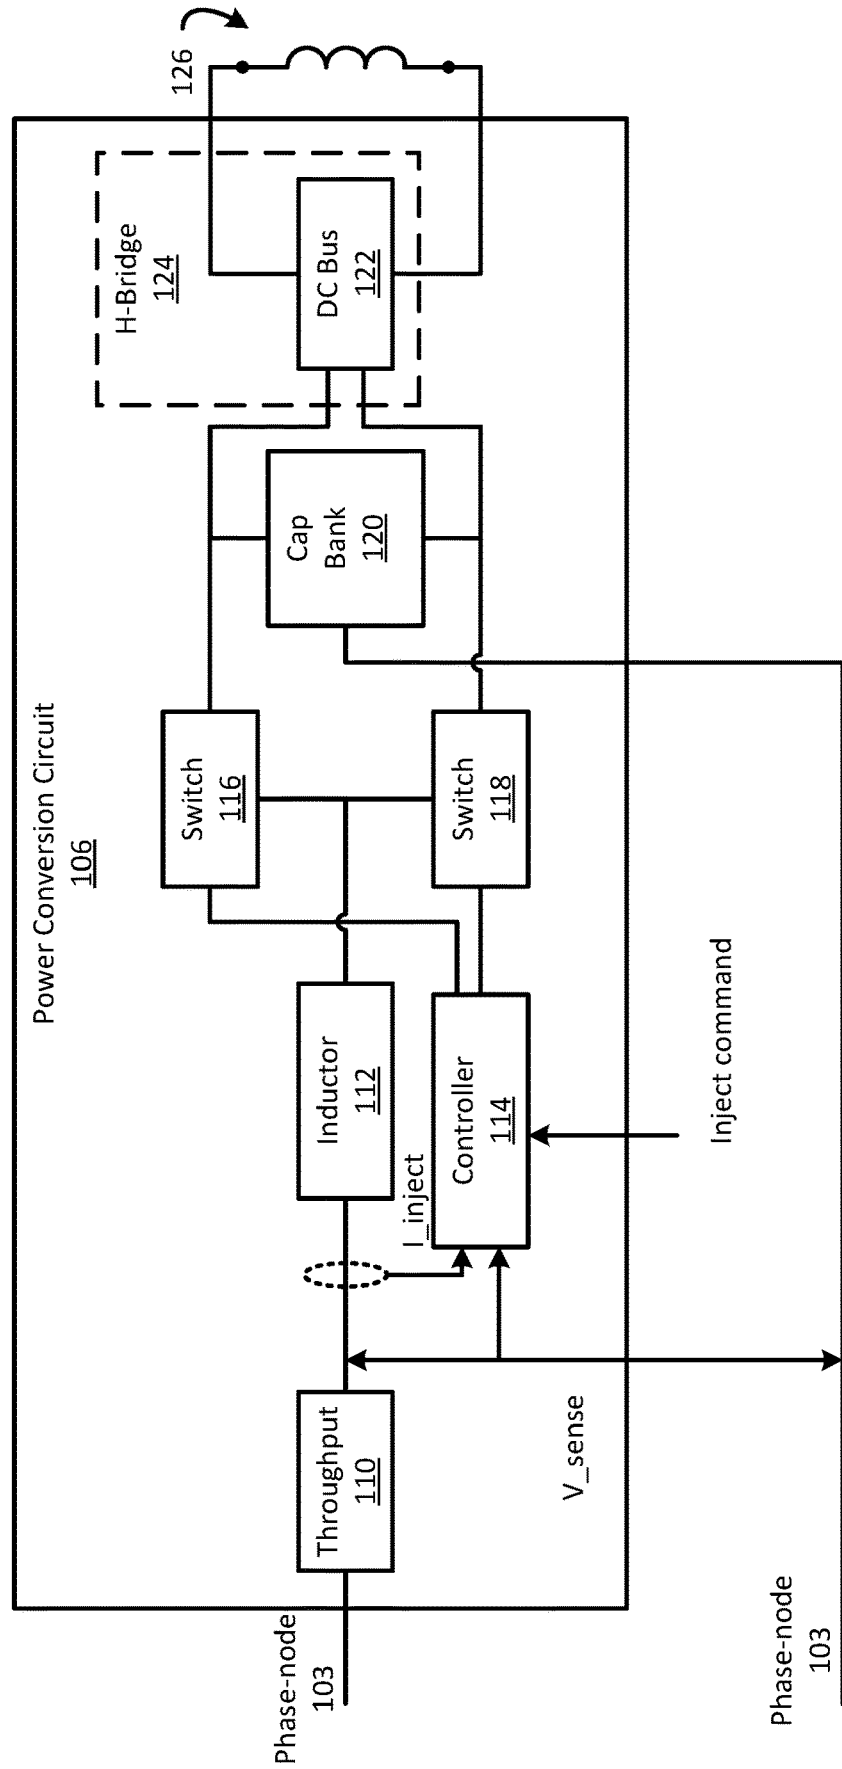 Power Conversion Circuit
106
Phase-node
103
Throughput
110
V_sense
I_inject
Inductor
112
Controller
114
Inject command
Switch
116
Switch
118
Cap
Bank
120
H-Bridge
124
DC Bus
122
126
Phase-node
103